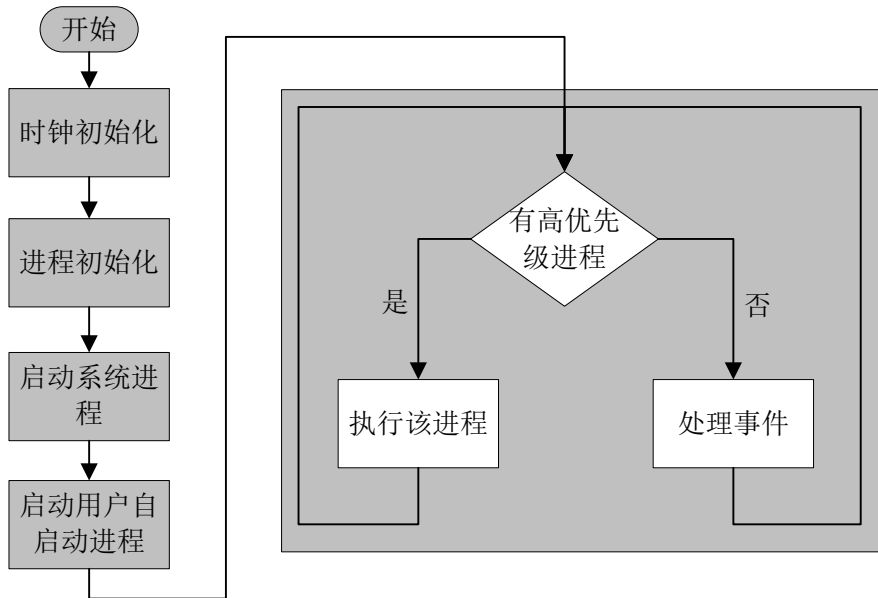 开始
时钟初始化
进程初始化
启动系统进
程
启动用户自
启动进程
有高优先
级进程
是
否
执行该进程
处理事件